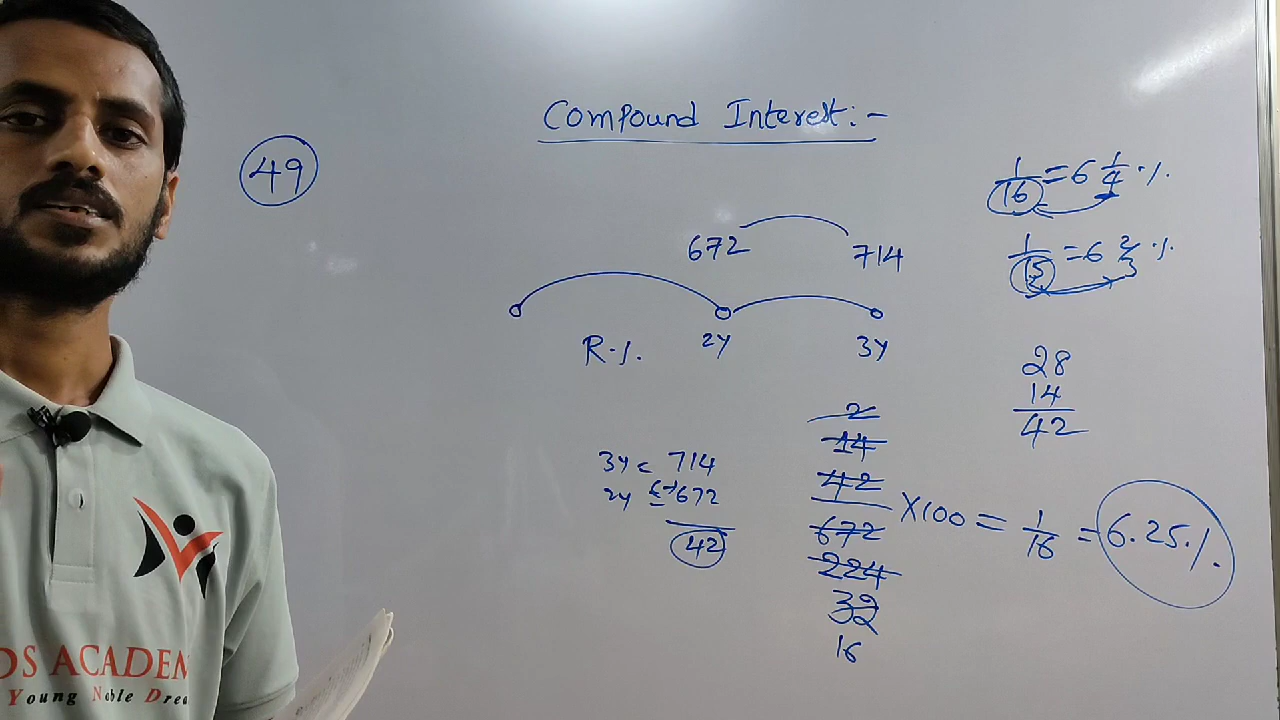 Compound Interest:-
49
1/16 = 6 1/4 %
672 714
1/15 = 6 2/3 %
R.%. 2Y 3Y
28
14
42
2
14
42
672
224
32
16
3Y = 714
2Y (-) 672
42
X100 = 1/16 = 6.25%
OS ACADEM
Young Noble Drea